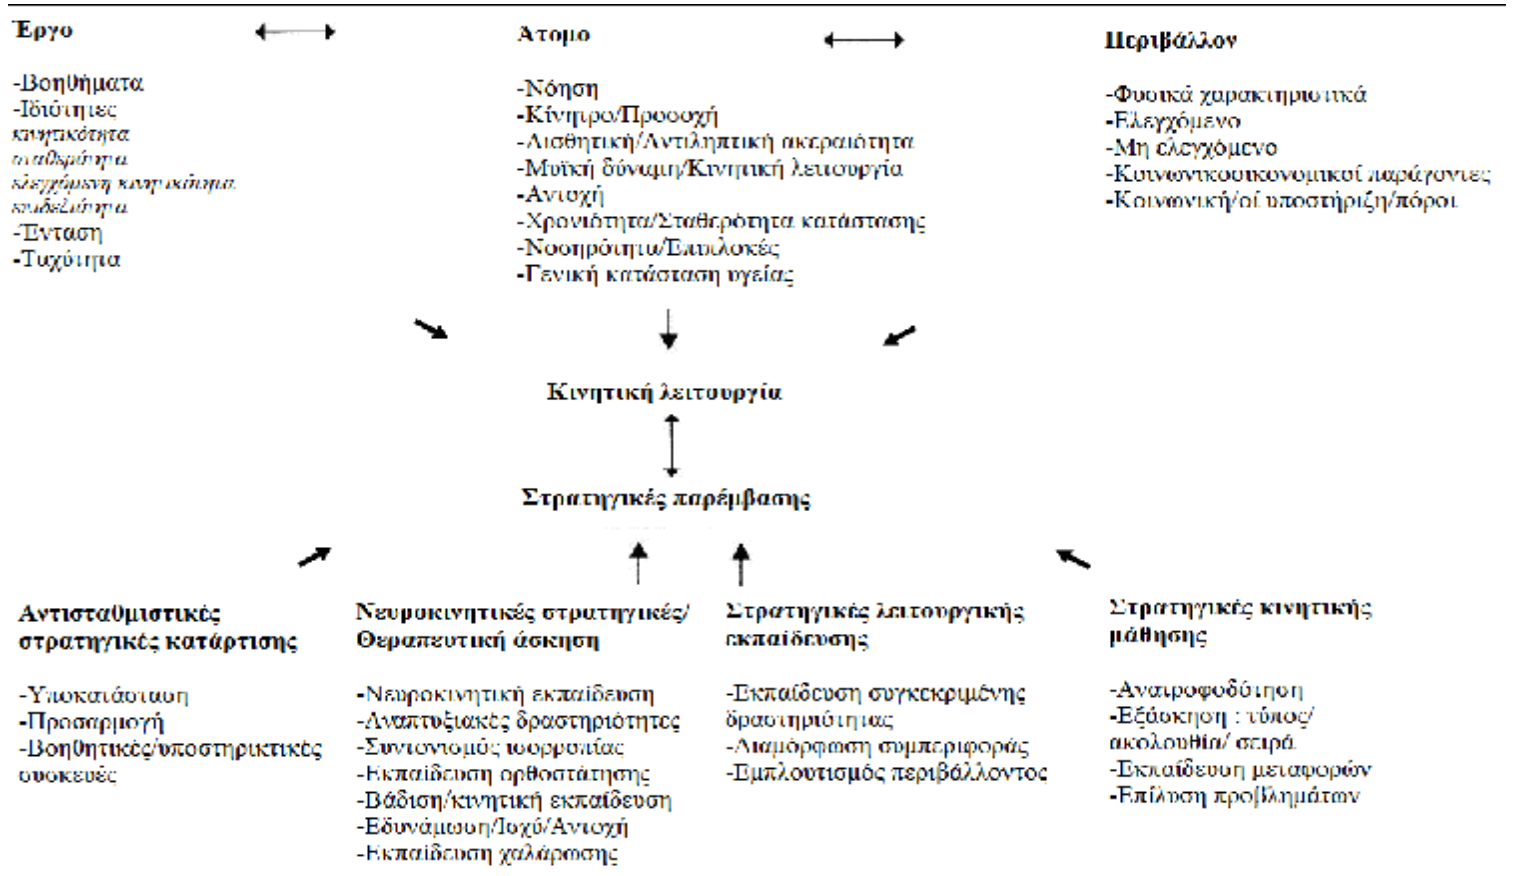 Έργο
-Βοηθήματα
-Ιδιότητες
κινητικότητα
σταθερότητα
ελεγχόμενη κινητικότητα
επιδεξιότητα
-Ένταση
-Ταχύτητα
Άτομο
-Νόηση
-Κίνητρο/Προσοχή
-Αισθητική/Αντιληπτική ακεραιότητα
-Μυϊκή δύναμη/Κινητική λειτουργία
-Αντοχή
-Χρονιότητα/Σταθερότητα κατάστασης
-Νοσηρότητα/Επιπλοκές
-Γενική κατάσταση υγείας
Περιβάλλον
-Φυσικά χαρακτηριστικά
-Ελεγχόμενο
-Μη ελεγχόμενο
-Κοινωνικοοικονομικοί παράγοντες
-Κοινωνική/οί υποστήριξη/πόροι
Κινητική λειτουργία
Στρατηγικές παρέμβασης
Αντισταθμιστικές
στρατηγικές κατάρτισης
-Υποκατάσταση
-Προσαρμογή
-Βοηθητικές/υποστηρικτικές
συσκευές
Νευροκινητικές στρατηγικές/
Θεραπευτική άσκηση
-Νευροκινητική εκπαίδευση
-Αναπτυξιακές δραστηριότητες
-Συντονισμός ισορροπίας
-Εκπαίδευση ορθοστάτησης
-Βάδιση/κινητική εκπαίδευση
-Εδυνάμωση/Ισχύ/Αντοχή
-Εκπαίδευση χαλάρωσης
Στρατηγικές λειτουργικής
εκπαίδευσης
-Εκπαίδευση συγκεκριμένης
δραστηριότητας
-Διαμόρφωση συμπεριφοράς
-Εμπλουτισμός περιβάλλοντος
Στρατηγικές κινητικής
μάθησης
-Ανατροφοδότηση
-Εξάσκηση : τύπος/
ακολουθία/ σειρά
-Εκπαίδευση μεταφορών
-Επίλυση προβλημάτων